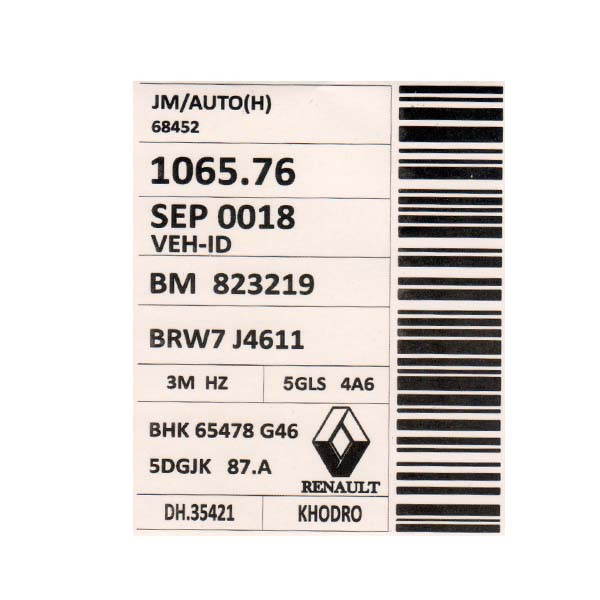 JM/AUTO(H)
68452
1065.76
SEP 0018
VEH-ID
BM 823219
BRW7 J4611
3M HZ 5GLS 4A6
BHK 65478 G46
5DGJK 87.A
RENAULT
DH.35421 KHODRO